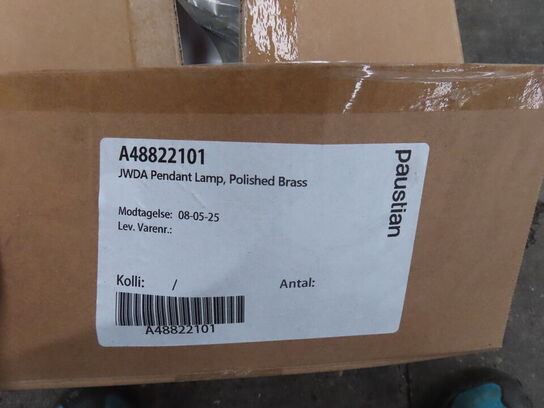 A48822101
JWDA Pendant Lamp, Polished Brass
Modtagelse: 08-05-25
Lev. Varenr.:
Kolli: /
Antal:
A48822101
paustian